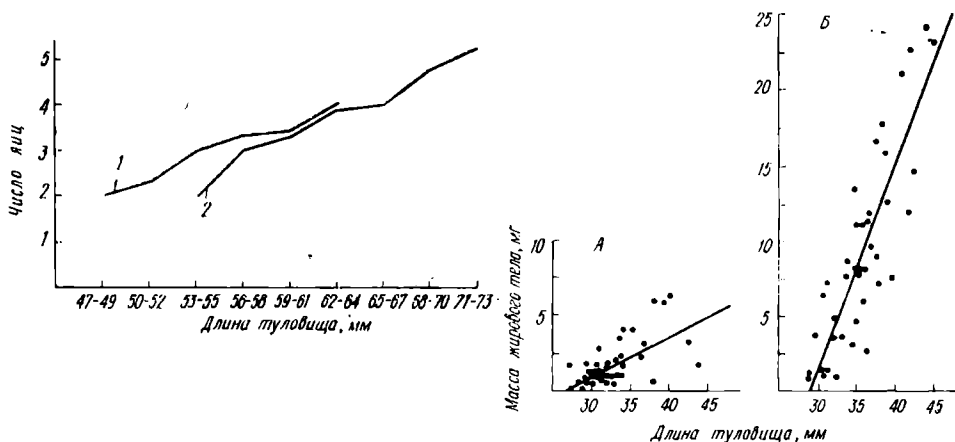 Число яиц
5
4
3
2
1
1
2
47-49 50-52 53-55 56-58 59-61 62-64 65-67 68-70 71-73
Длина туловища, мм
А
Масса жирового тела, мг
10
5
30 35 40 45
Б
25
20
15
10
5
30 35 40 45
Длина туловища, мм